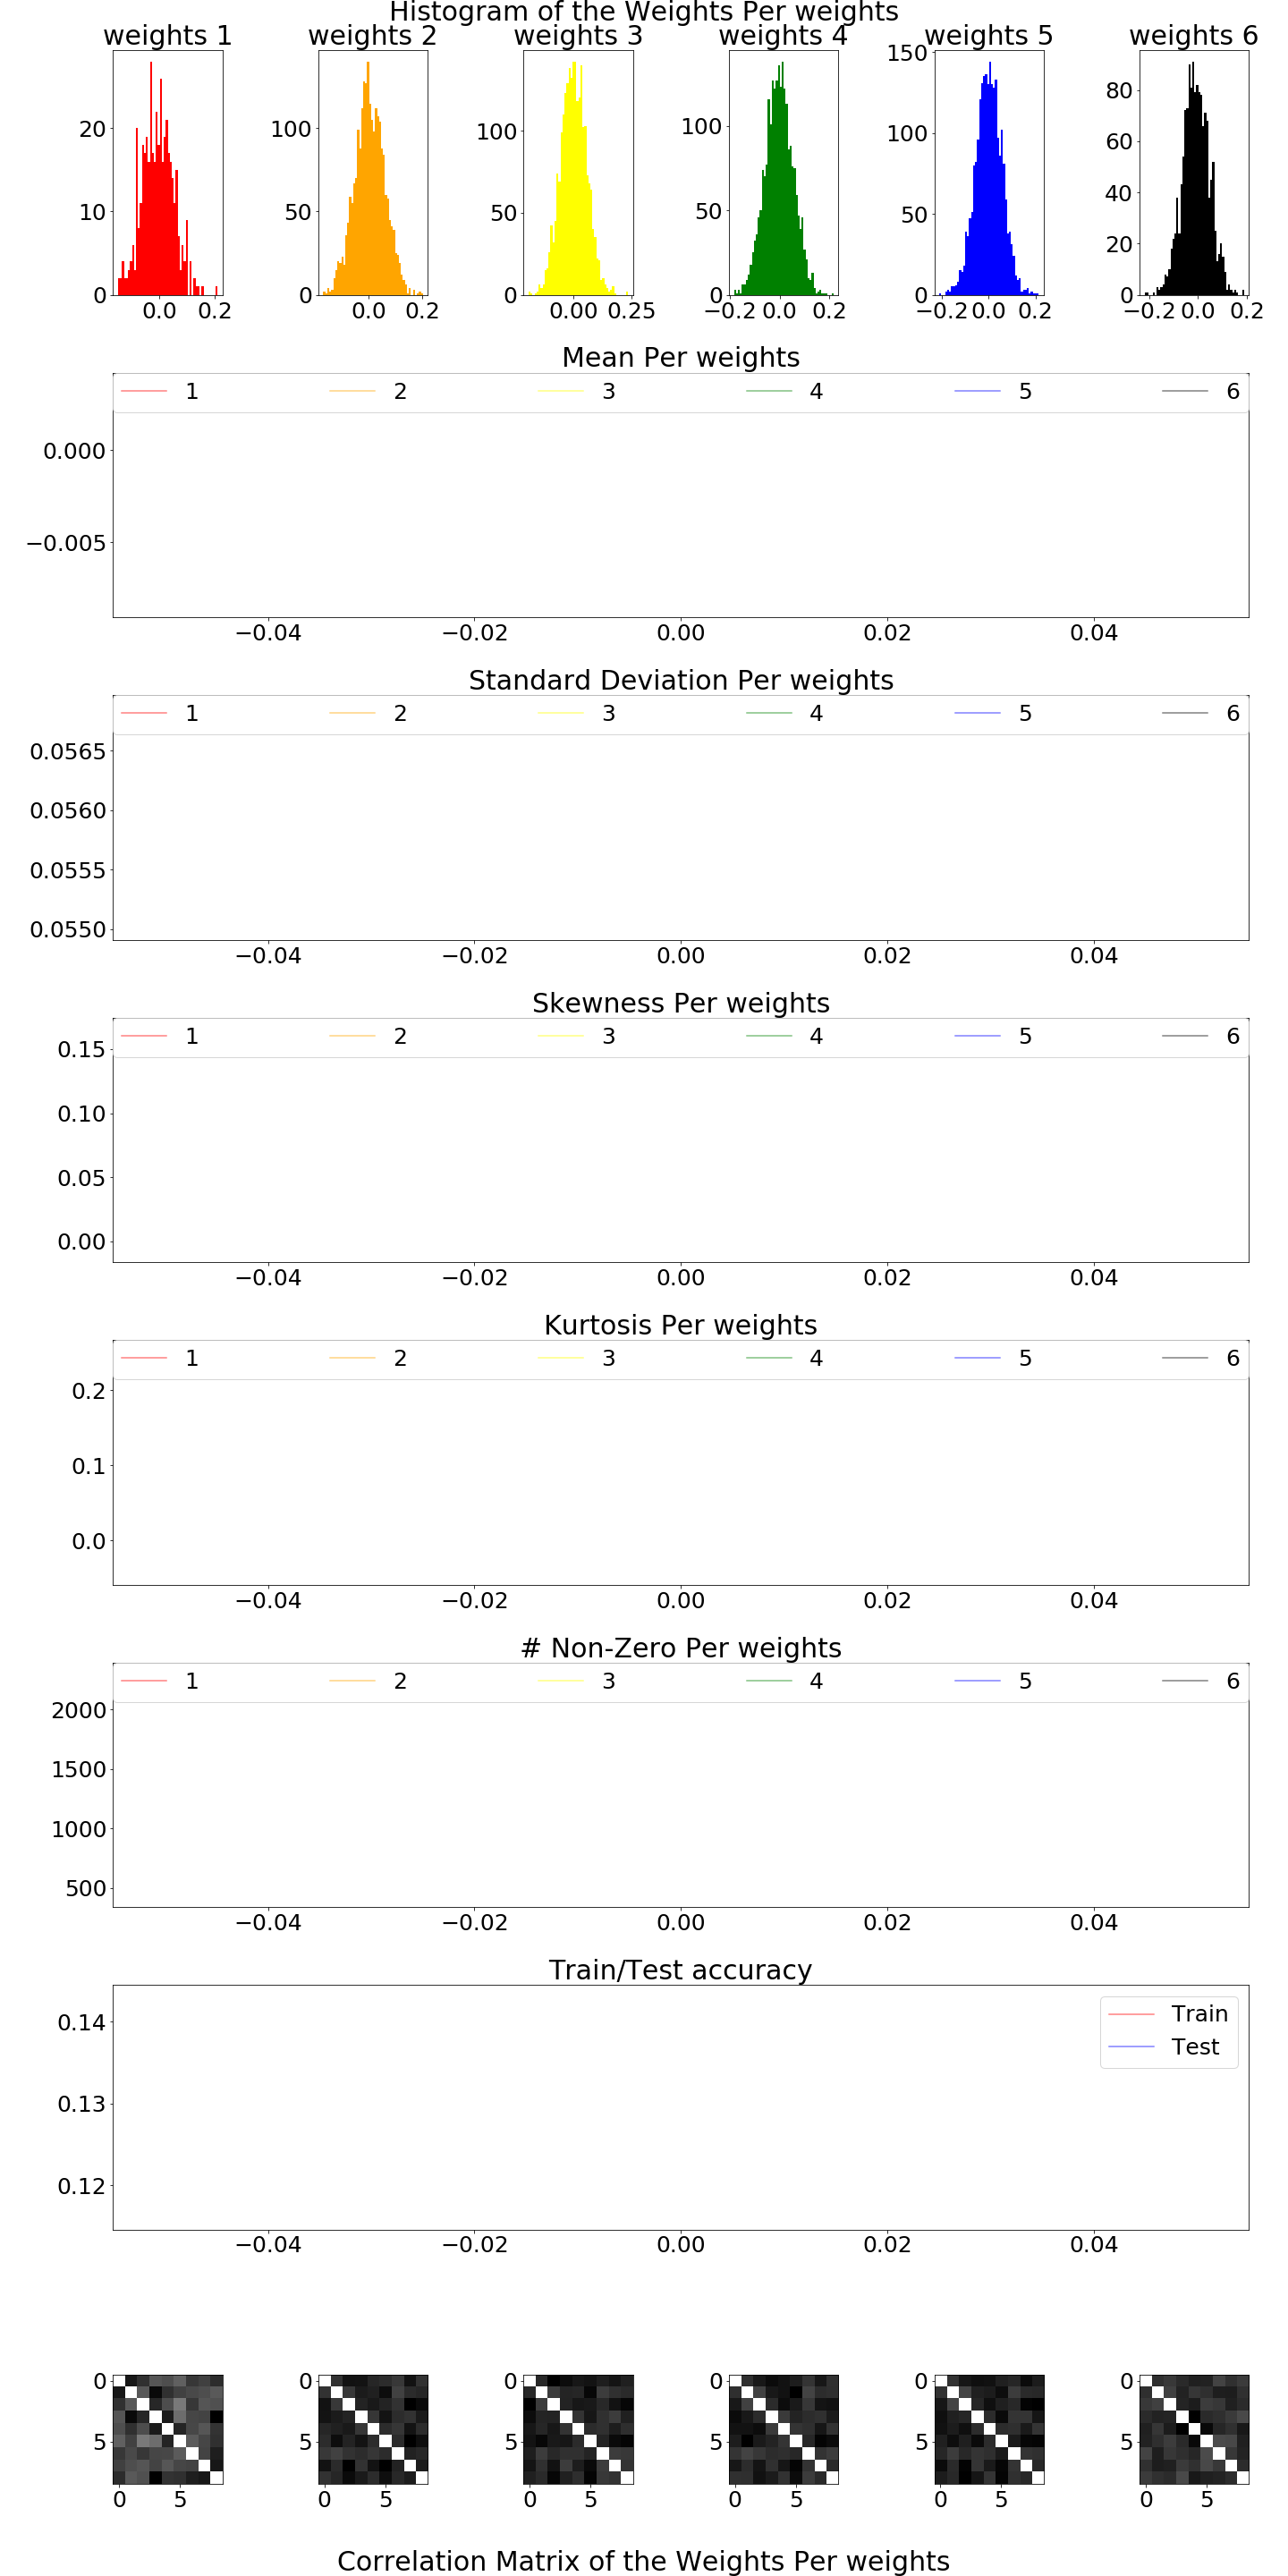 Histogram of the Weights Per weights
weights 1 weights 2 weights 3 weights 4 weights 5 weights 6
20
10
0
0.0 0.2
100
50
0
0.0 0.2
100
50
0
0.00 0.25
100
50
0
−0.2 0.0 0.2
150
100
50
0
−0.2 0.0 0.2
80
60
40
20
0
−0.2 0.0 0.2
Mean Per weights
1 2 3 4 5 6
0.000
−0.005
−0.04 −0.02 0.00 0.02 0.04
Standard Deviation Per weights
1 2 3 4 5 6
0.0565
0.0560
0.0555
0.0550
−0.04 −0.02 0.00 0.02 0.04
Skewness Per weights
1 2 3 4 5 6
0.15
0.10
0.05
0.00
−0.04 −0.02 0.00 0.02 0.04
Kurtosis Per weights
1 2 3 4 5 6
0.2
0.1
0.0
−0.04 −0.02 0.00 0.02 0.04
# Non-Zero Per weights
1 2 3 4 5 6
2000
1500
1000
500
−0.04 −0.02 0.00 0.02 0.04
Train/Test accuracy
Train
Test
0.14
0.13
0.12
−0.04 −0.02 0.00 0.02 0.04
0 0 0 0 0 0
5 5 5 5 5 5
0 5 0 5 0 5 0 5 0 5 0 5
Correlation Matrix of the Weights Per weights